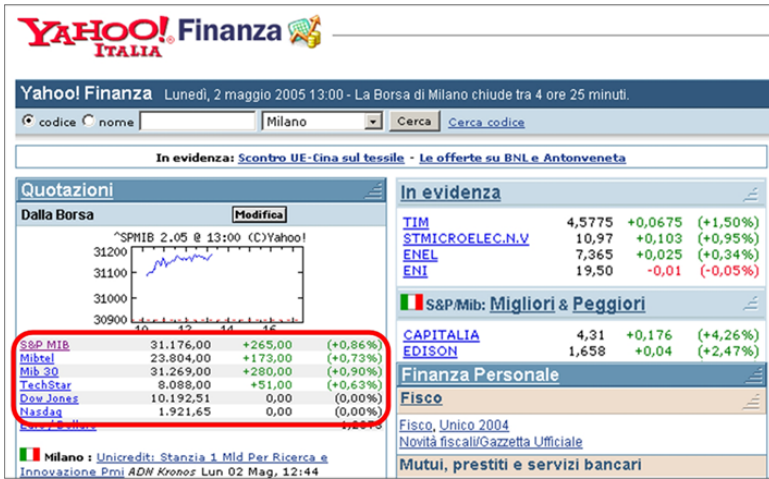 YAHOO! Finanza
ITALIA
Yahoo! Finanza Lunedì, 2 maggio 2005 13:00 - La Borsa di Milano chiude tra 4 ore 25 minuti.
codice nome Milano Cerca Cerca codice
In evidenza: Scontro UE-Cina sul tessile - Le offerte su BNL e Antonveneta
Quotazioni
Dalla Borsa Modifica
^SPMIB 2.05 @ 13:00 (C)Yahoo!
31200
31100
31000
30900
10 12 14 16
S&P MIB 31.176,00 +265,00 (+0,86%)
Mibtel 23.804,00 +173,00 (+0,73%)
Mib 30 31.269,00 +280,00 (+0,90%)
TechStar 8.088,00 +51,00 (+0,63%)
Dow Jones 10.192,51 0,00 (0,00%)
Nasdaq 1.921,65 0,00 (0,00%)
Milano : Unicredit: Stanzia 1 Mld Per Ricerca e
Innovazione Pmi ADN Kronos Lun 02 Mag, 12:44
In evidenza
TIM 4,5775 +0,0675 (+1,50%)
STMICROELEC.N.V 10,97 +0,103 (+0,95%)
ENEL 7,365 +0,025 (+0,34%)
ENI 19,50 -0,01 (-0,05%)
S&P/Mib: Migliori & Peggiori
CAPITALIA 4,31 +0,176 (+4,26%)
EDISON 1,658 +0,04 (+2,47%)
Finanza Personale
Fisco
Fisco, Unico 2004
Novità fiscali/Gazzetta Ufficiale
Mutui, prestiti e servizi bancari